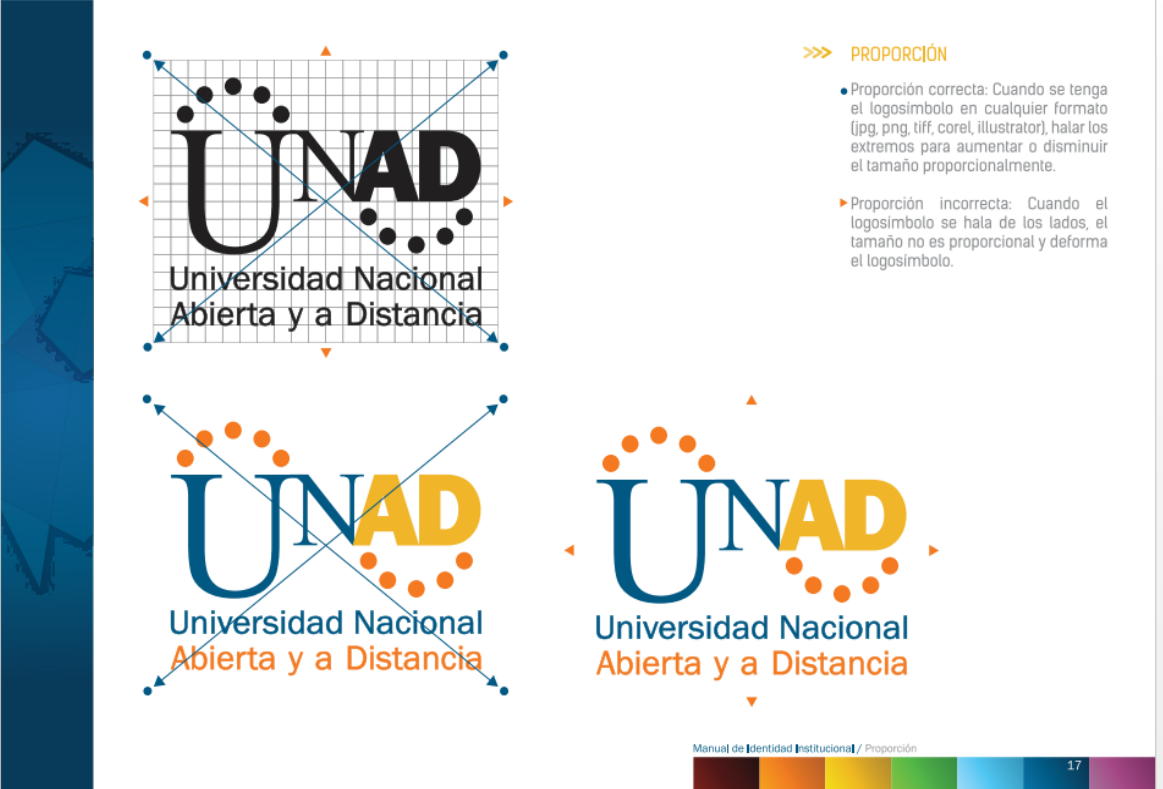 UNAD
Universidad Nacional
Abierta y a Distancia
>>> PROPORCIÓN
Proporción correcta: Cuando se tenga
el logosímbolo en cualquier formato
(jpg, png, tiff, corel, illustrator), halar los
extremos para aumentar o disminuir
el tamaño proporcionalmente.
Proporción incorrecta: Cuando el
logosímbolo se hala de los lados, el
tamaño no es proporcional y deforma
el logosímbolo.
UNAD
Universidad Nacional
Abierta y a Distancia
UNAD
Universidad Nacional
Abierta y a Distancia
Manual de Identidad Institucional / Proporción
17